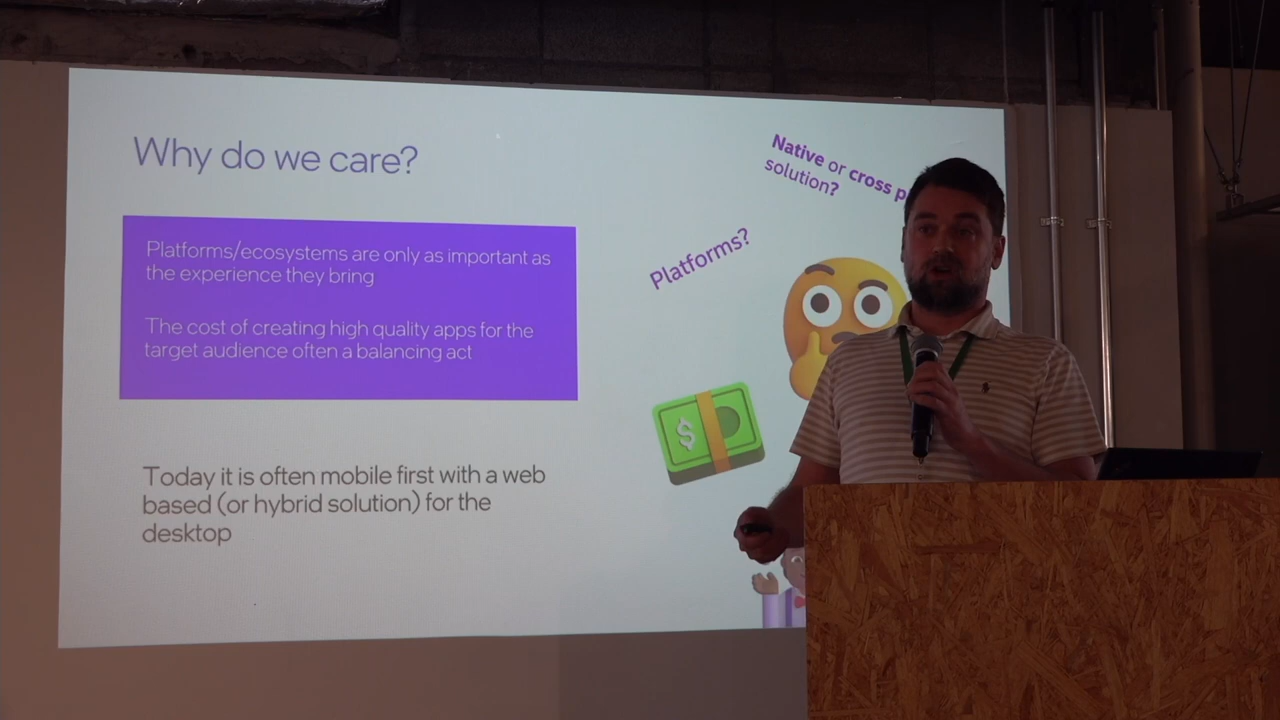 Why do we care?
Platforms/ecosystems are only as important as
the experience they bring
The cost of creating high quality apps for the
target audience often a balancing act
Today it is often mobile first with a web
based (or hybrid solution) for the
desktop
Native or cross
solution?
Platforms?
$